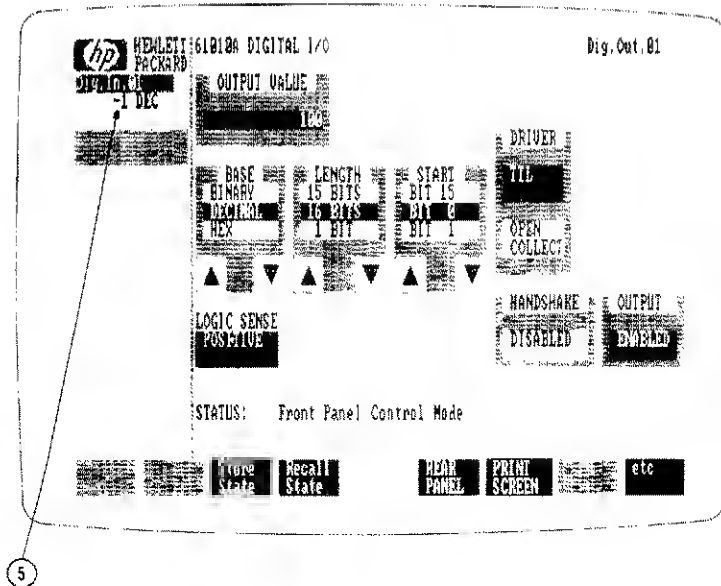 hp HEWLETT PACKARD
61010A DIGITAL I/O
Dig.Out.01
Dig.In.01
-1 DEC
OUTPUT VALUE
100
BASE
BINARY
DECIMAL
HEX
LENGTH
15 BITS
16 BITS
1 BIT
START
BIT 15
BIT 0
BIT 1
DRIVER
TTL
OPEN
COLLECT
LOGIC SENSE
POSITIVE
HANDSHAKE
DISABLED
OUTPUT
ENABLED
STATUS: Front Panel Control Mode
Store
State
Recall
State
REAR
PANEL
PRINT
SCREEN
etc
5